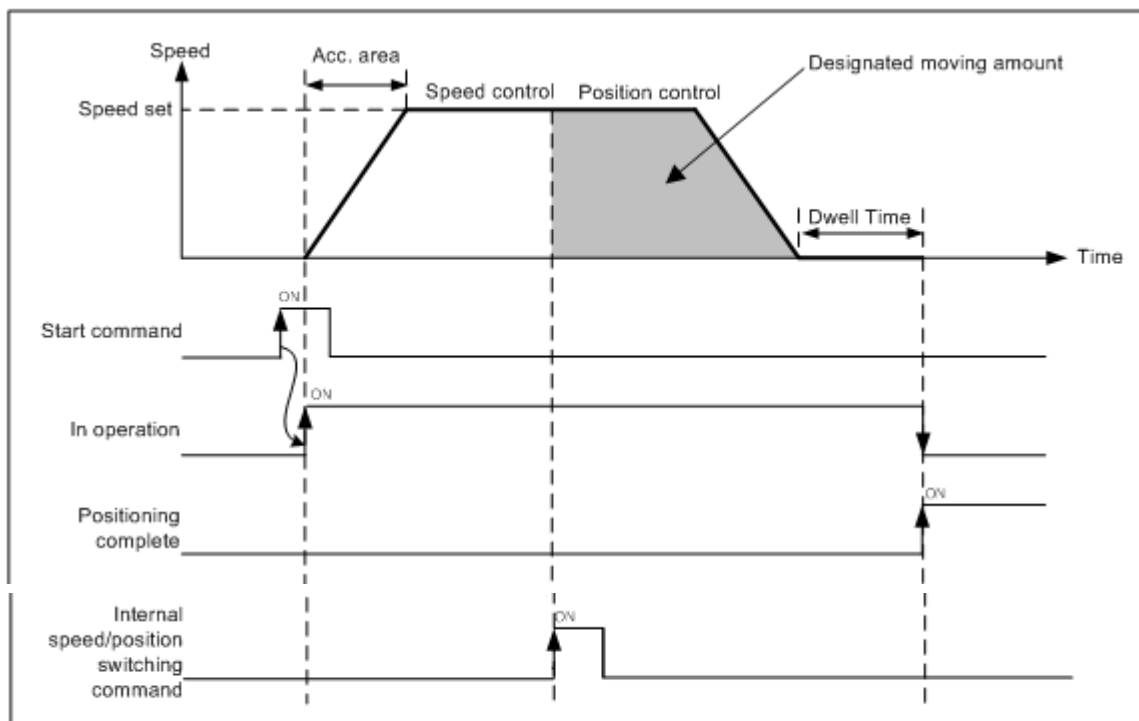 Speed
Acc. area
Designated moving amount
Speed set
Speed control
Position control
Dwell Time
Time
ON
Start command
ON
In operation
ON
Positioning
complete
ON
Internal
speed/position
switching
command